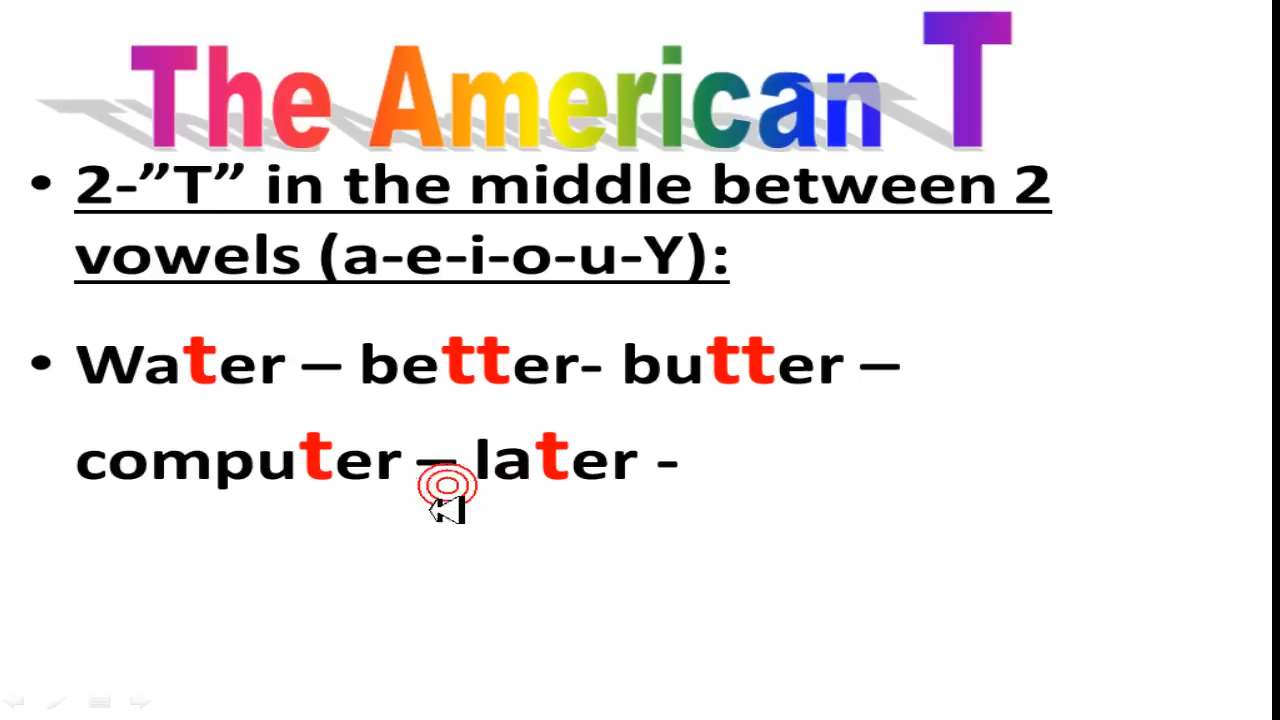 The American T
• 2-”T” in the middle between 2
vowels (a-e-i-o-u-Y):
• Water – better- butter –
computer – later -